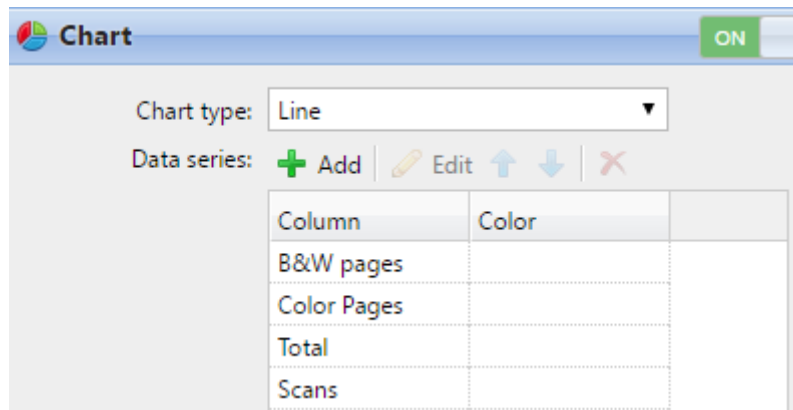 Chart ON
Chart type: Line
Data series: Add Edit
Column Color
B&W pages
Color Pages
Total
Scans